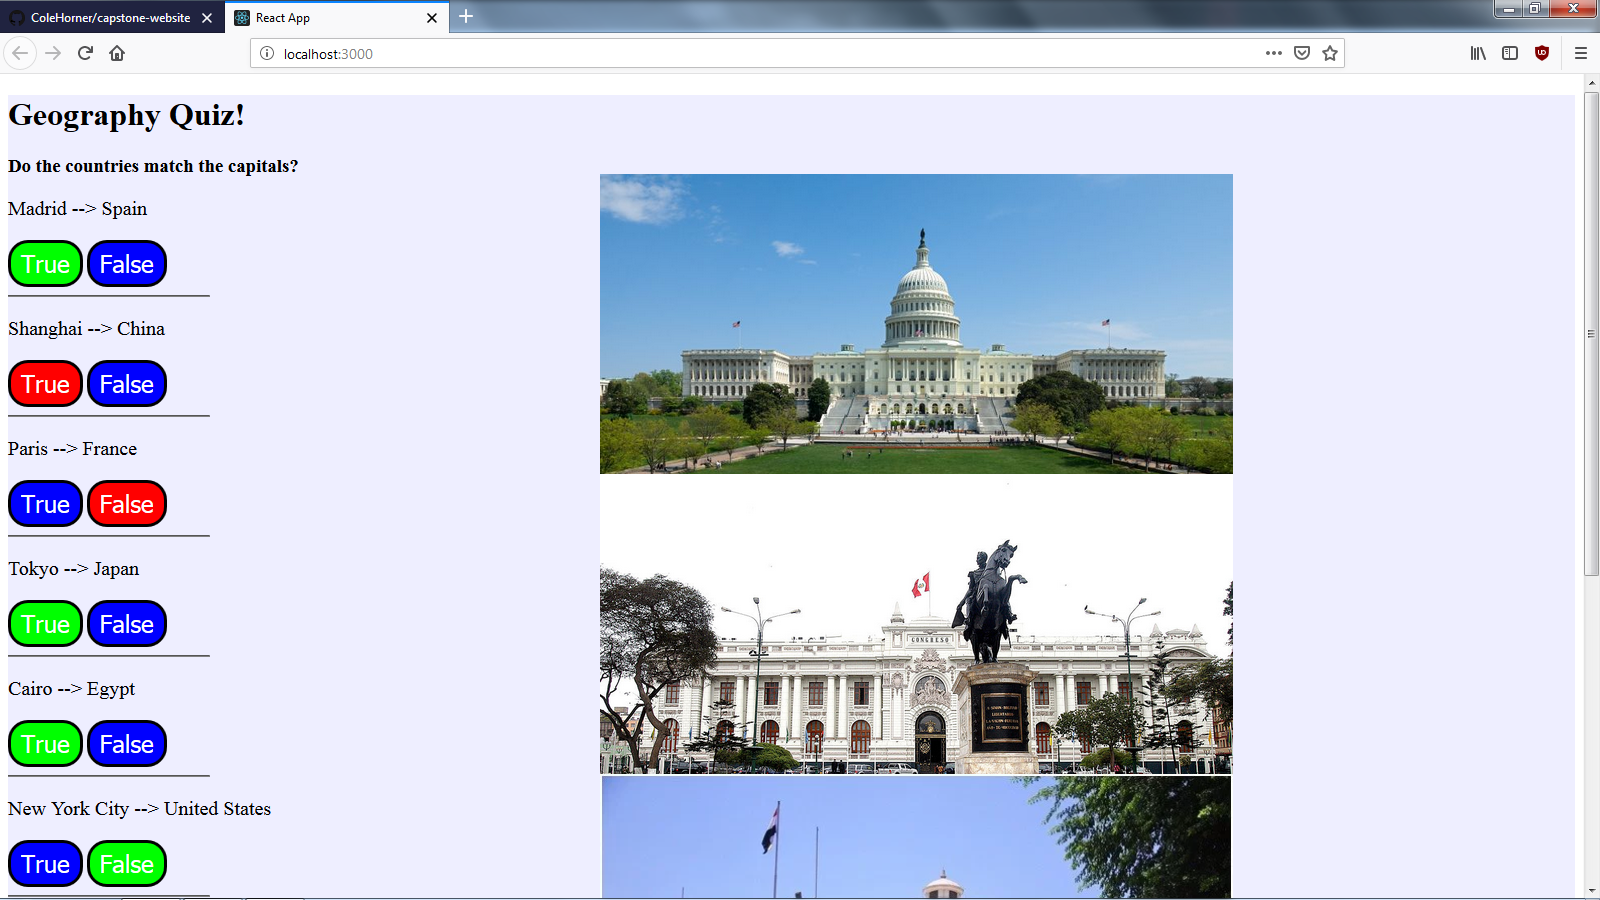 ColeHorner/capstone-website
React App
localhost:3000
Geography Quiz!
Do the countries match the capitals?
Madrid --> Spain
True False
Shanghai --> China
True False
Paris --> France
True False
Tokyo --> Japan
True False
Cairo --> Egypt
True False
New York City --> United States
True False
CONGRESO